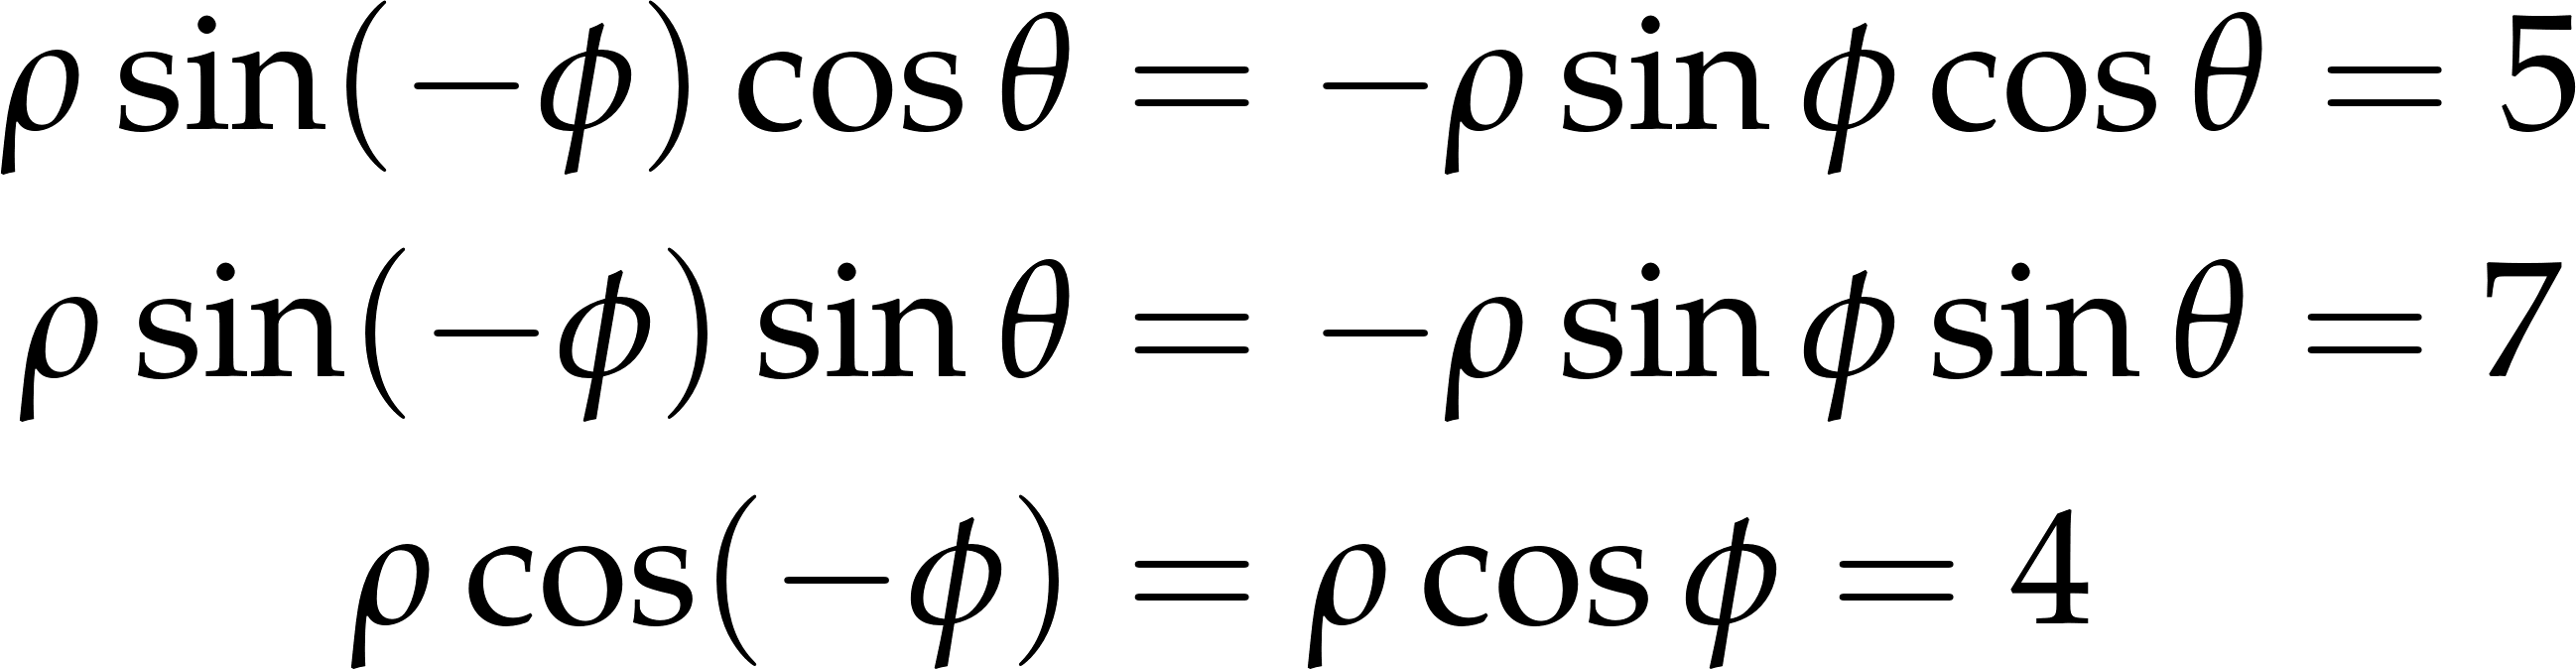 ρ sin(−ϕ) cos θ = −ρ sin ϕ cos θ = 5
ρ sin(−ϕ) sin θ = −ρ sin ϕ sin θ = 7
ρ cos(−ϕ) = ρ cos ϕ = 4